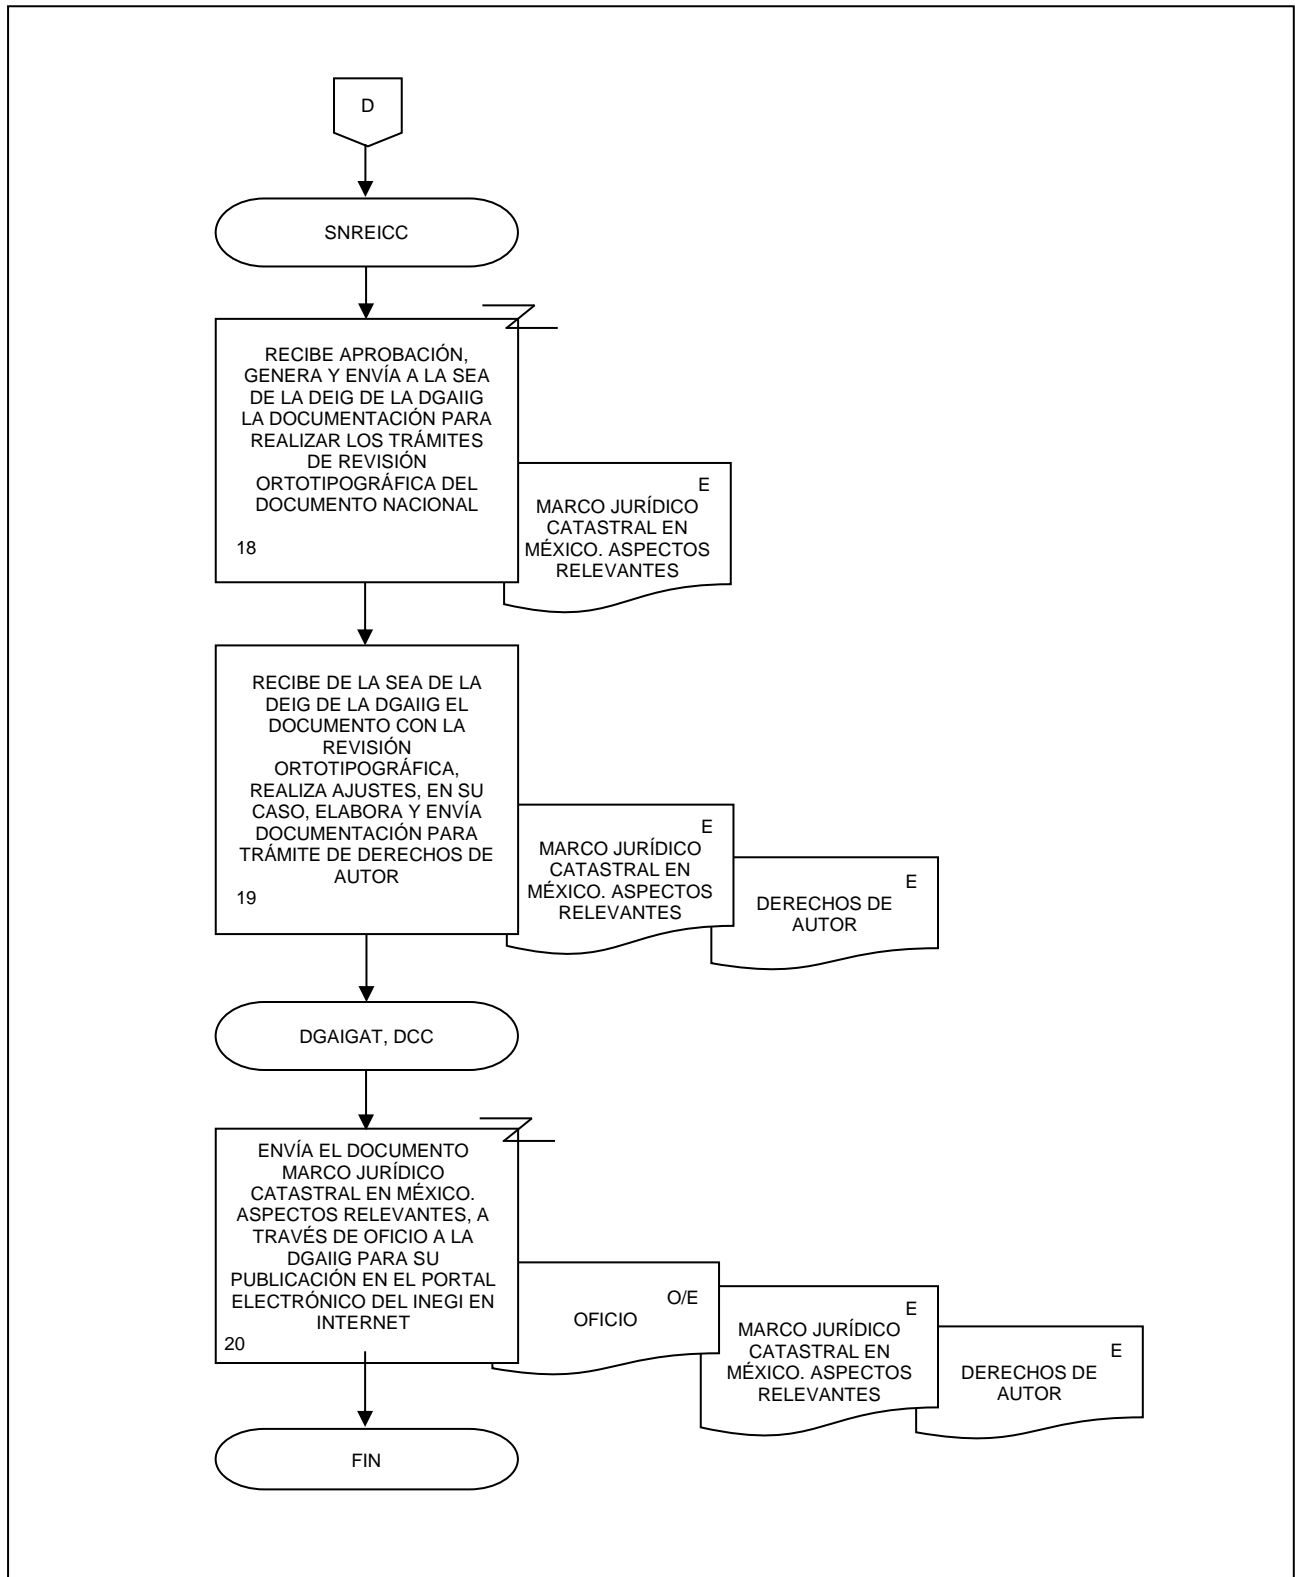 D
SNREICC
RECIBE APROBACIÓN,
GENERA Y ENVÍA A LA SEA
DE LA DEIG DE LA DGAIIG
LA DOCUMENTACIÓN PARA
REALIZAR LOS TRÁMITES
DE REVISIÓN
ORTOTIPOGRÁFICA DEL
DOCUMENTO NACIONAL
18
E
MARCO JURÍDICO
CATASTRAL EN
MÉXICO. ASPECTOS
RELEVANTES
RECIBE DE LA SEA DE LA
DEIG DE LA DGAIIG EL
DOCUMENTO CON LA
REVISIÓN
ORTOTIPOGRÁFICA,
REALIZA AJUSTES, EN SU
CASO, ELABORA Y ENVÍA
DOCUMENTACIÓN PARA
TRÁMITE DE DERECHOS DE
AUTOR
19
E
MARCO JURÍDICO
CATASTRAL EN
MÉXICO. ASPECTOS
RELEVANTES
E
DERECHOS DE
AUTOR
DGAIGAT, DCC
ENVÍA EL DOCUMENTO
MARCO JURÍDICO
CATASTRAL EN MÉXICO.
ASPECTOS RELEVANTES, A
TRAVÉS DE OFICIO A LA
DGAIIG PARA SU
PUBLICACIÓN EN EL PORTAL
ELECTRÓNICO DEL INEGI EN
INTERNET
20
O/E
OFICIO
E
MARCO JURÍDICO
CATASTRAL EN
MÉXICO. ASPECTOS
RELEVANTES
E
DERECHOS DE
AUTOR
FIN